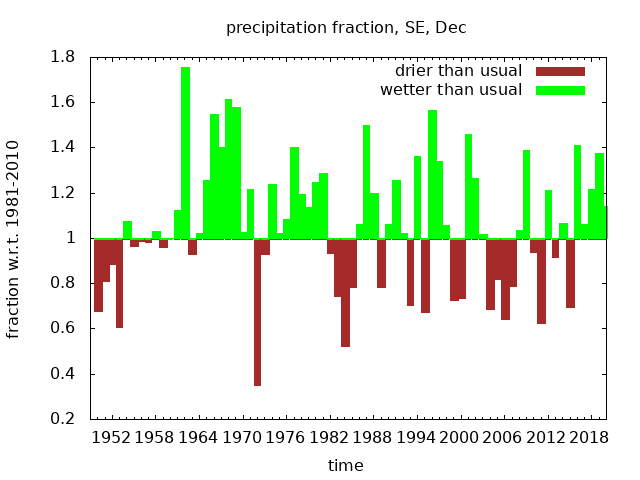 precipitation fraction, SE, Dec
drier than usual
wetter than usual
fraction w.r.t. 1981-2010
1.8
1.6
1.4
1.2
1
0.8
0.6
0.4
0.2
1952 1958 1964 1970 1976 1982 1988 1994 2000 2006 2012 2018
time